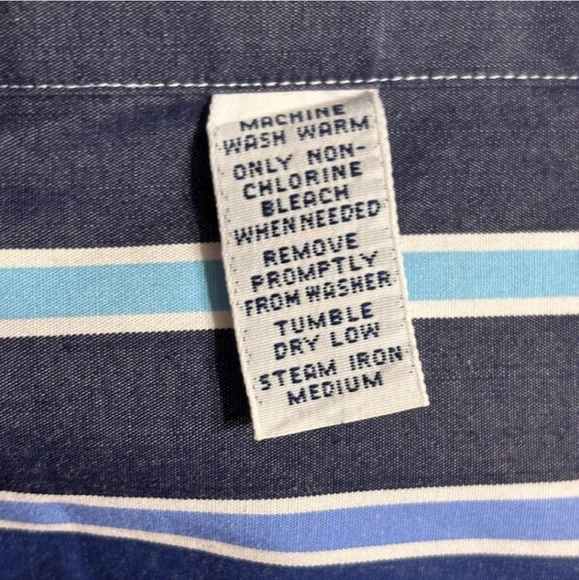 MACHINE
WASH WARM
ONLY NON-
CHLORINE
BLEACH
WHEN NEEDED
REMOVE
PROMPTLY
FROM WASHER
TUMBLE
DRY LOW
STEAM IRON
MEDIUM